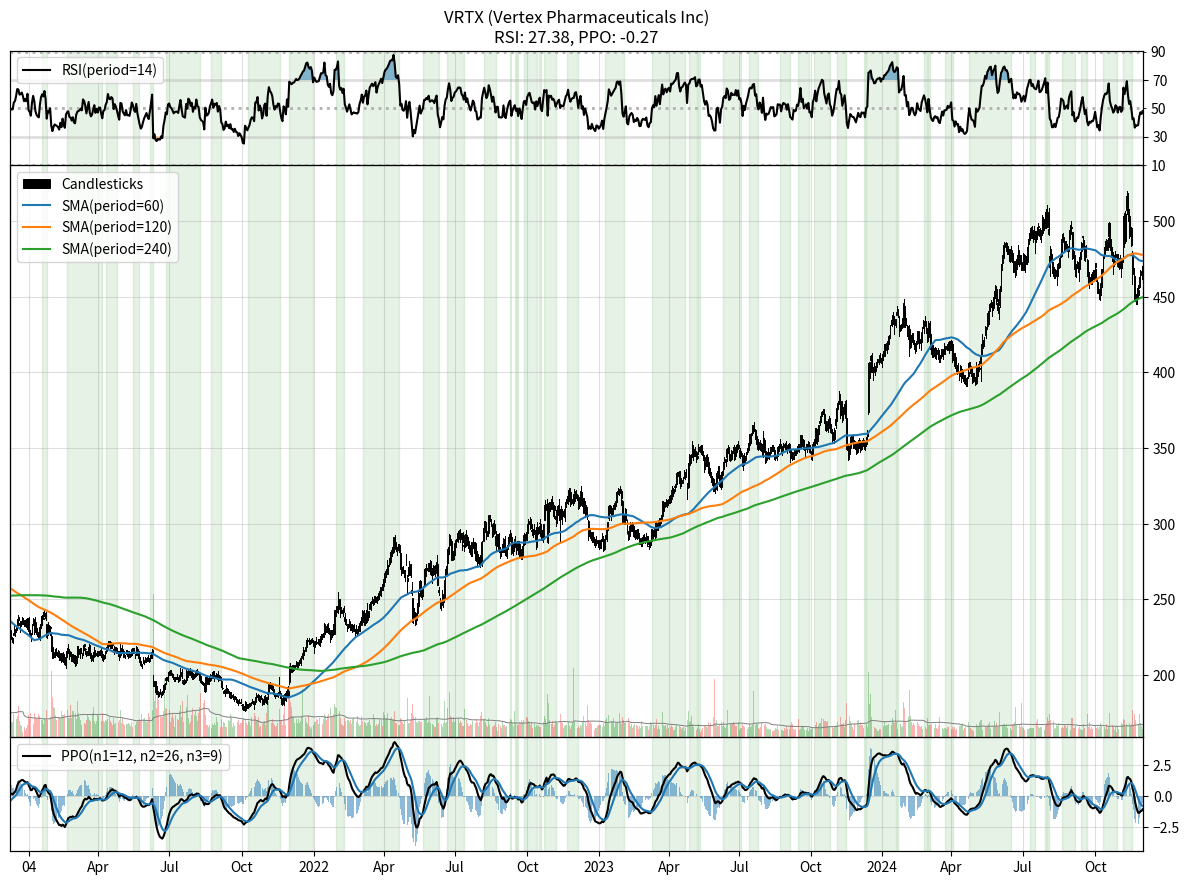 VRTX (Vertex Pharmaceuticals Inc)
RSI: 27.38, PPO: -0.27
RSI(period=14)
90
70
50
30
10
Candlesticks
SMA(period=60)
SMA(period=120)
SMA(period=240)
500
450
400
350
300
250
200
PPO(n1=12, n2=26, n3=9)
2.5
0.0
−2.5
04 Apr Jul Oct 2022 Apr Jul Oct 2023 Apr Jul Oct 2024 Apr Jul Oct